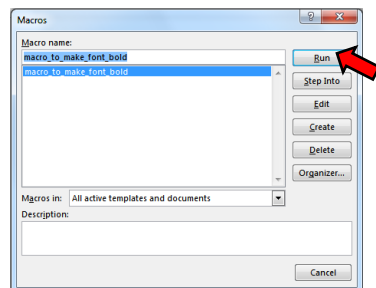 Macros
Macro name:
macro_to_make_font_bold
macro_to_make_font_bold
Run
Step Into
Edit
Create
Delete
Organizer...
Macros in: All active templates and documents
Description:
Cancel